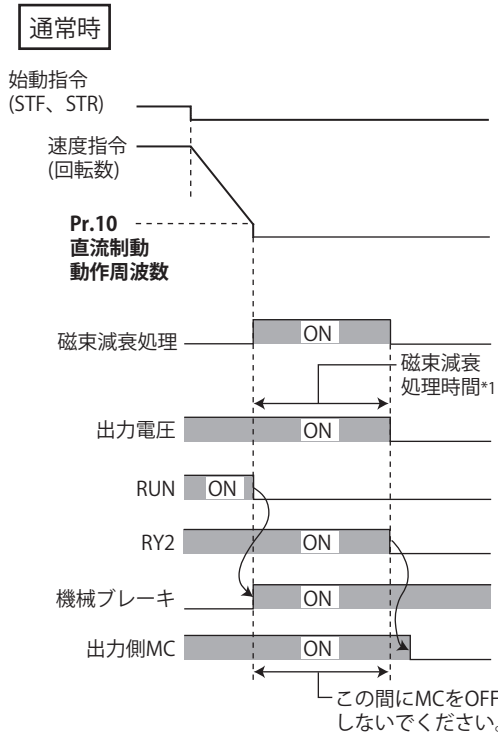 通常時
始動指令
(STF、STR)
速度指令
(回転数)
Pr.10
直流制動
動作周波数
磁束減衰処理
ON
磁束減衰
処理時間*1
出力電圧
ON
RUN
ON
RY2
ON
機械ブレーキ
ON
出力側MC
ON
この間にMCをOFF
しないでください。